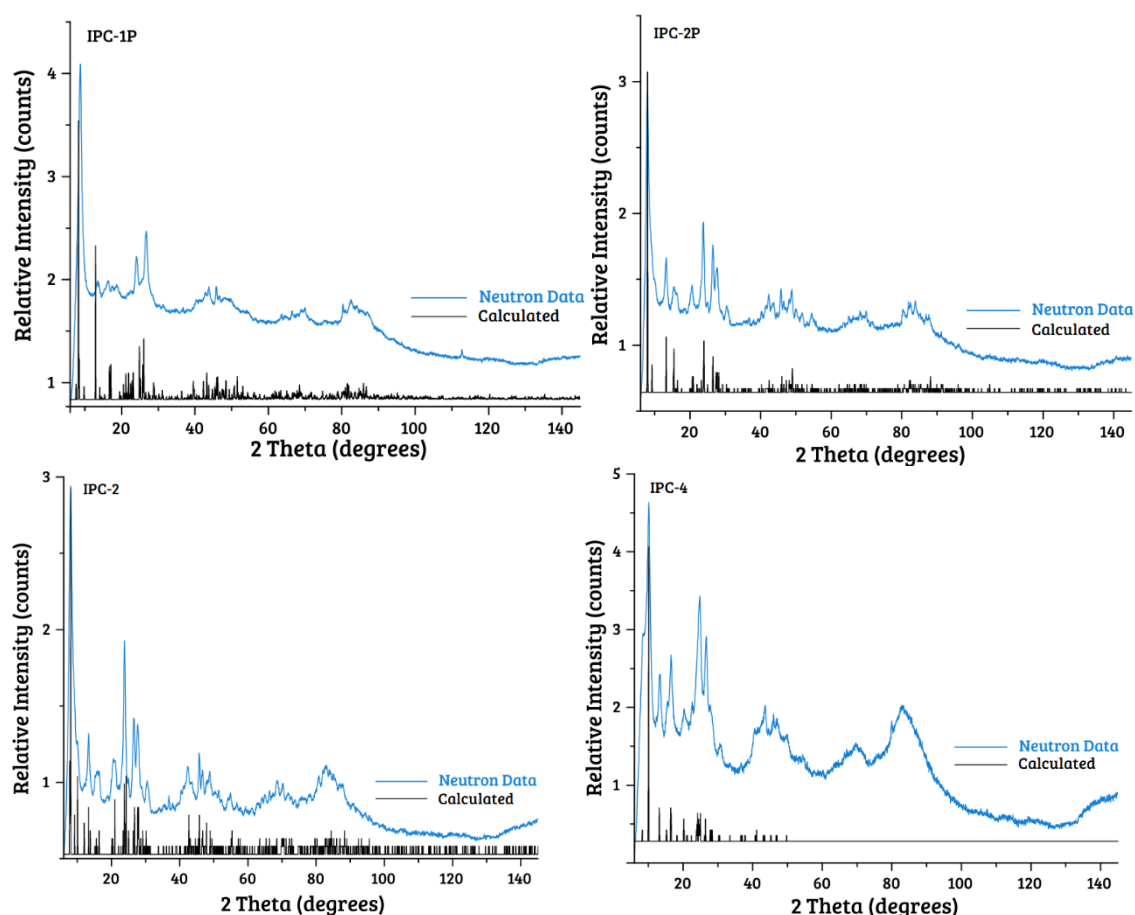 IPC-1P
4
3
2
1
Relative Intensity (counts)
Neutron Data
Calculated
20 40 60 80 100 120 140
2 Theta (degrees)
IPC-2P
3
2
1
Relative Intensity (counts)
Neutron Data
Calculated
20 40 60 80 100 120 140
2 Theta (degrees)
IPC-2
3
2
1
Relative Intensity (counts)
Neutron Data
Calculated
20 40 60 80 100 120 140
2 Theta (degrees)
IPC-4
5
4
3
2
1
Relative Intensity (counts)
Neutron Data
Calculated
20 40 60 80 100 120 140
2 Theta (degrees)